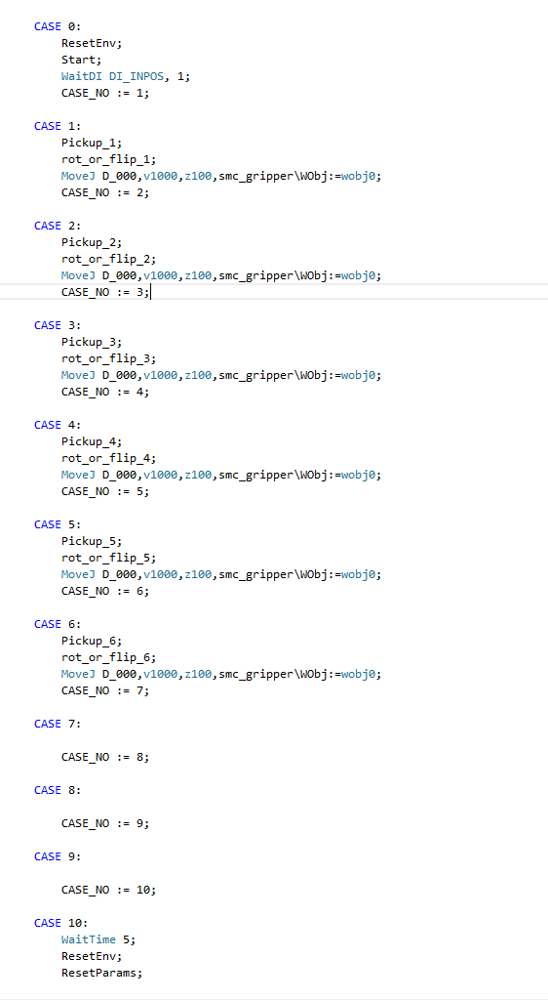 CASE 0:
ResetEnv;
Start;
WaitDI DI_INPOS, 1;
CASE_NO := 1;
CASE 1:
Pickup_1;
rot_or_flip_1;
MoveJ D_000,v1000,z100,smc_gripper\WObj:=wobj0;
CASE_NO := 2;
CASE 2:
Pickup_2;
rot_or_flip_2;
MoveJ D_000,v1000,z100,smc_gripper\WObj:=wobj0;
CASE_NO := 3;
CASE 3:
Pickup_3;
rot_or_flip_3;
MoveJ D_000,v1000,z100,smc_gripper\WObj:=wobj0;
CASE_NO := 4;
CASE 4:
Pickup_4;
rot_or_flip_4;
MoveJ D_000,v1000,z100,smc_gripper\WObj:=wobj0;
CASE_NO := 5;
CASE 5:
Pickup_5;
rot_or_flip_5;
MoveJ D_000,v1000,z100,smc_gripper\WObj:=wobj0;
CASE_NO := 6;
CASE 6:
Pickup_6;
rot_or_flip_6;
MoveJ D_000,v1000,z100,smc_gripper\WObj:=wobj0;
CASE_NO := 7;
CASE 7:
CASE_NO := 8;
CASE 8:
CASE_NO := 9;
CASE 9:
CASE_NO := 10;
CASE 10:
WaitTime 5;
ResetEnv;
ResetParams;